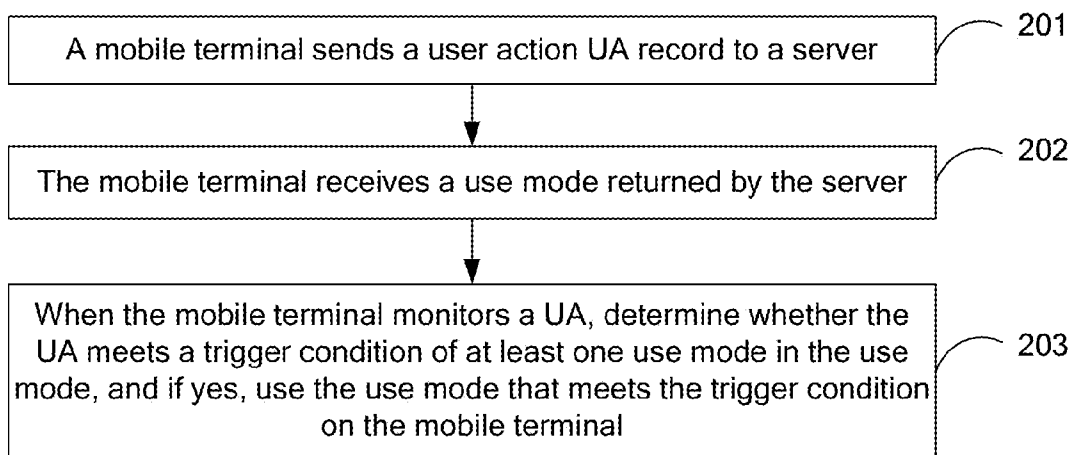 A mobile terminal sends a user action UA record to a server
201
The mobile terminal receives a use mode returned by the server
202
When the mobile terminal monitors a UA, determine whether the
UA meets a trigger condition of at least one use mode in the use
mode, and if yes, use the use mode that meets the trigger condition
on the mobile terminal
203